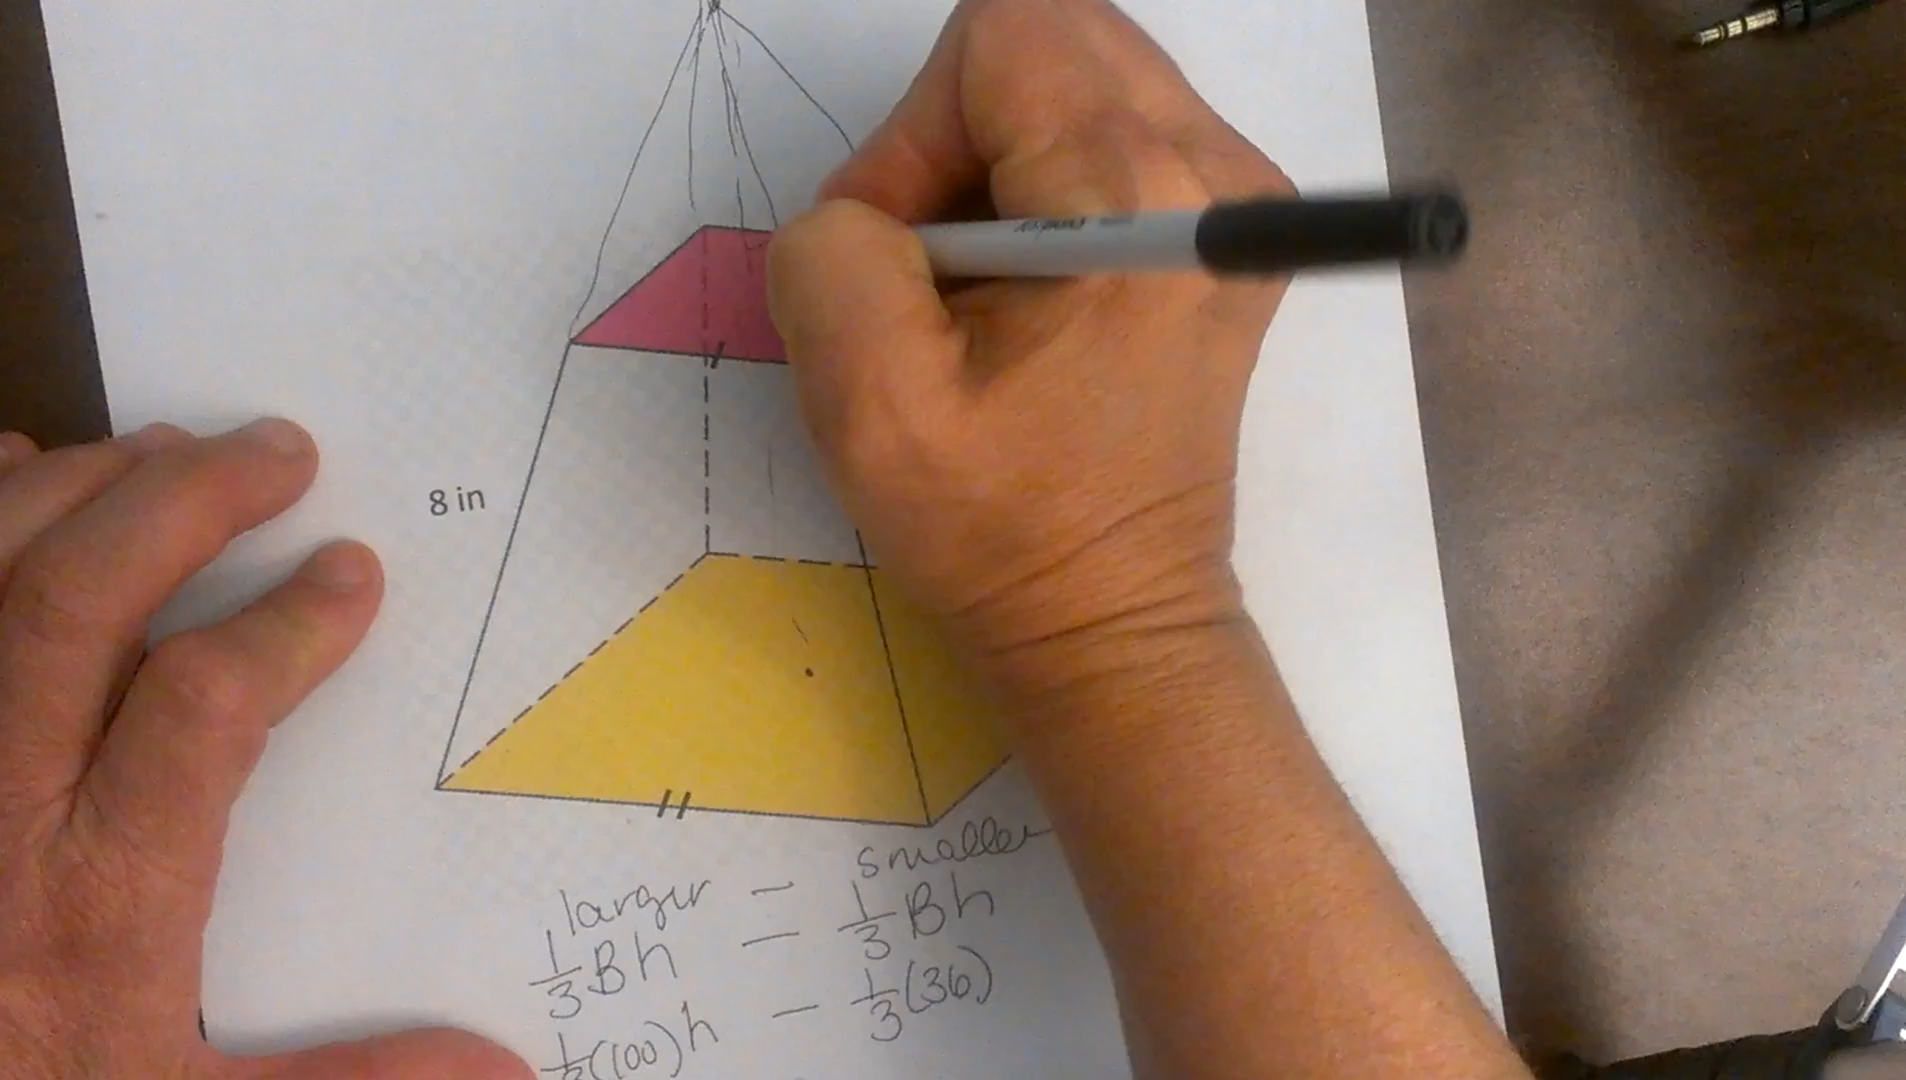 8 in
larger - smaller
1/3 Bh - 1/3 Bh
1/3 (100) h - 1/3 (36)